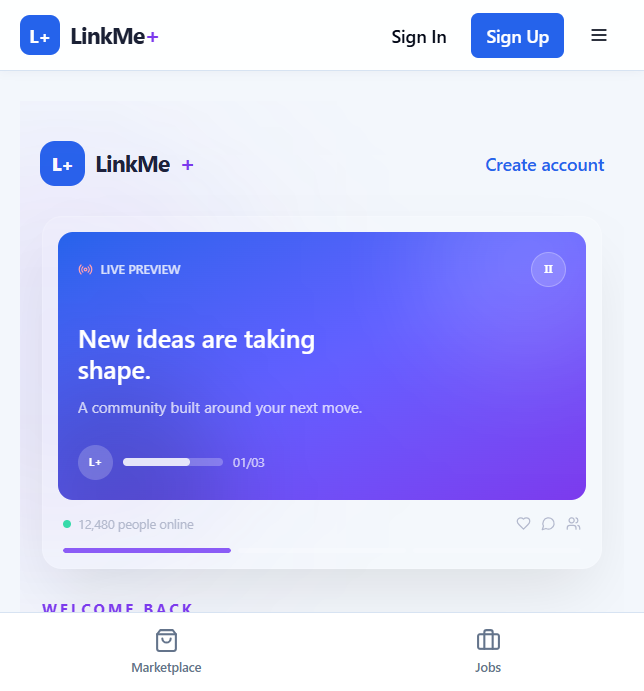 L+ LinkMe+ Sign In Sign Up
L+ LinkMe + Create account
LIVE PREVIEW
New ideas are taking
shape.
A community built around your next move.
L+ 01/03
12,480 people online
WELCOME BACK
Marketplace Jobs